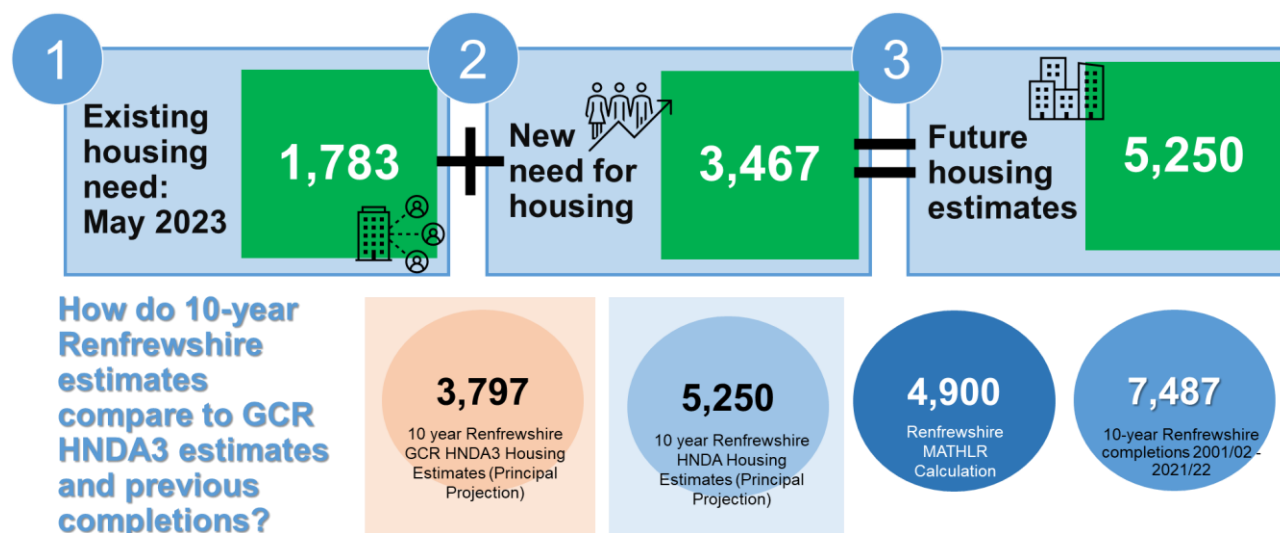 1
Existing
housing
need:
May 2023
1,783
+
2
New
need for
housing
3,467
=
3
Future
housing
estimates
5,250
How do 10-year
Renfrewshire
estimates
compare to GCR
HNDA3 estimates
and previous
completions?
3,797
10 year Renfrewshire
GCR HNDA3 Housing
Estimates (Principal
Projection)
5,250
10 year Renfrewshire
HNDA Housing
Estimates (Principal
Projection)
4,900
Renfrewshire
MATHLR
Calculation
7,487
10-year Renfrewshire
completions 2001/02 -
2021/22